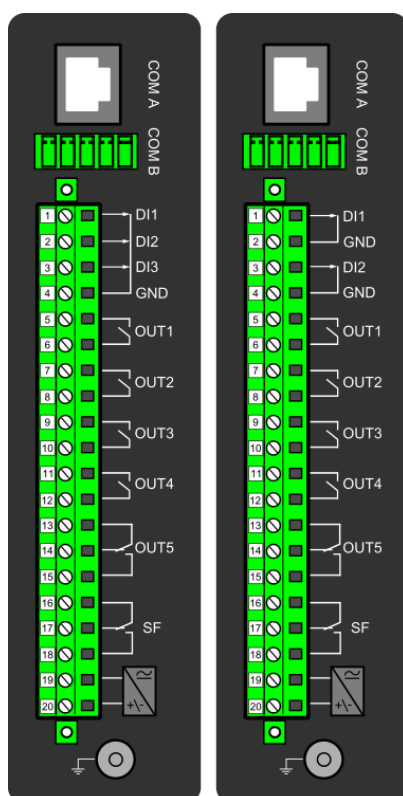 COM A
COM B
1 DI1
2 DI2
3 DI3
4 GND
5
OUT1
6
7
OUT2
8
9
OUT3
10
11
OUT4
12
13
14 OUT5
15
16
17 SF
18
19
20 +/-
COM A
COM B
1 DI1
2 GND
3 DI2
4 GND
5
OUT1
6
7
OUT2
8
9
OUT3
10
11
OUT4
12
13
14 OUT5
15
16
17 SF
18
19
20 +/-